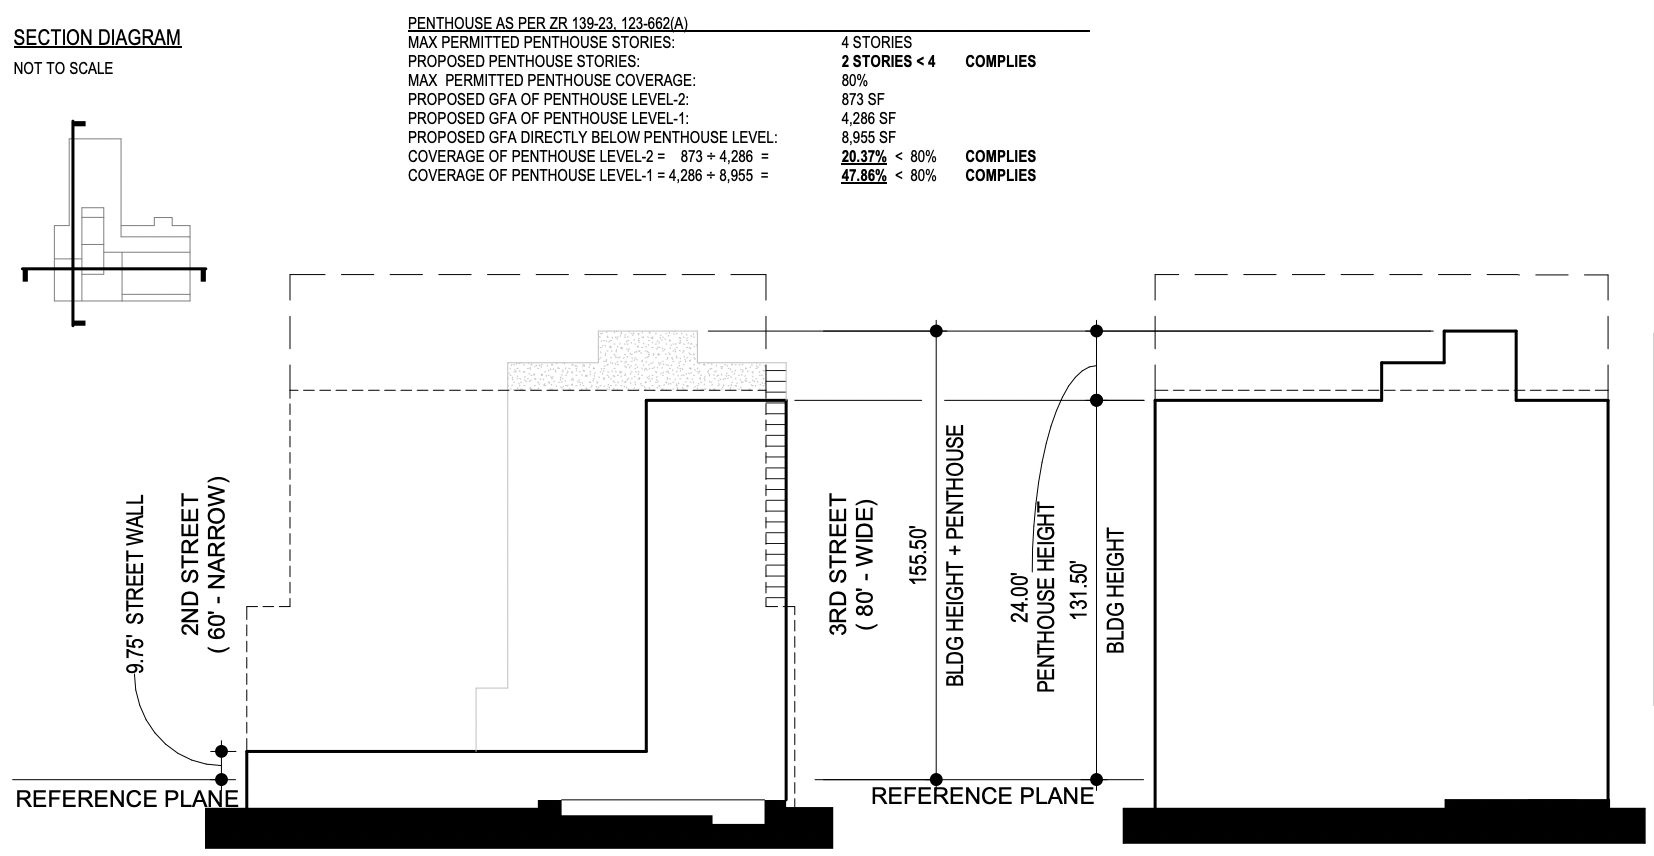 SECTION DIAGRAM
NOT TO SCALE
PENTHOUSE AS PER ZR 139-23, 123-662(A)
MAX PERMITTED PENTHOUSE STORIES: 4 STORIES
PROPOSED PENTHOUSE STORIES: 2 STORIES < 4 COMPLIES
MAX PERMITTED PENTHOUSE COVERAGE: 80%
PROPOSED GFA OF PENTHOUSE LEVEL-2: 873 SF
PROPOSED GFA OF PENTHOUSE LEVEL-1: 4,286 SF
PROPOSED GFA DIRECTLY BELOW PENTHOUSE LEVEL: 8,955 SF
COVERAGE OF PENTHOUSE LEVEL-2 = 873 ÷ 4,286 = 20.37% < 80% COMPLIES
COVERAGE OF PENTHOUSE LEVEL-1 = 4,286 ÷ 8,955 = 47.86% < 80% COMPLIES
9.75' STREET WALL
2ND STREET
( 60' - NARROW)
3RD STREET
( 80' - WIDE)
155.50'
BLDG HEIGHT + PENTHOUSE
24.00'
PENTHOUSE HEIGHT
131.50'
BLDG HEIGHT
REFERENCE PLANE
REFERENCE PLANE